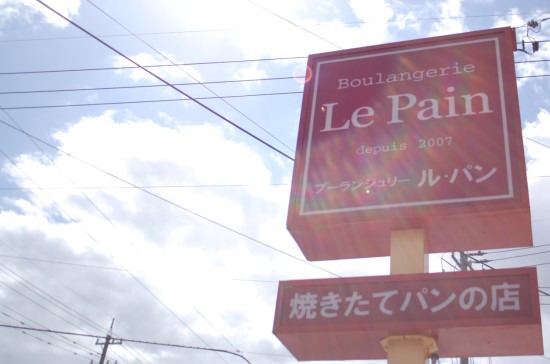 Boulangerie
Le Pain
depuis 2007
ブーランジュリー ル・パン
焼きたてパンの店